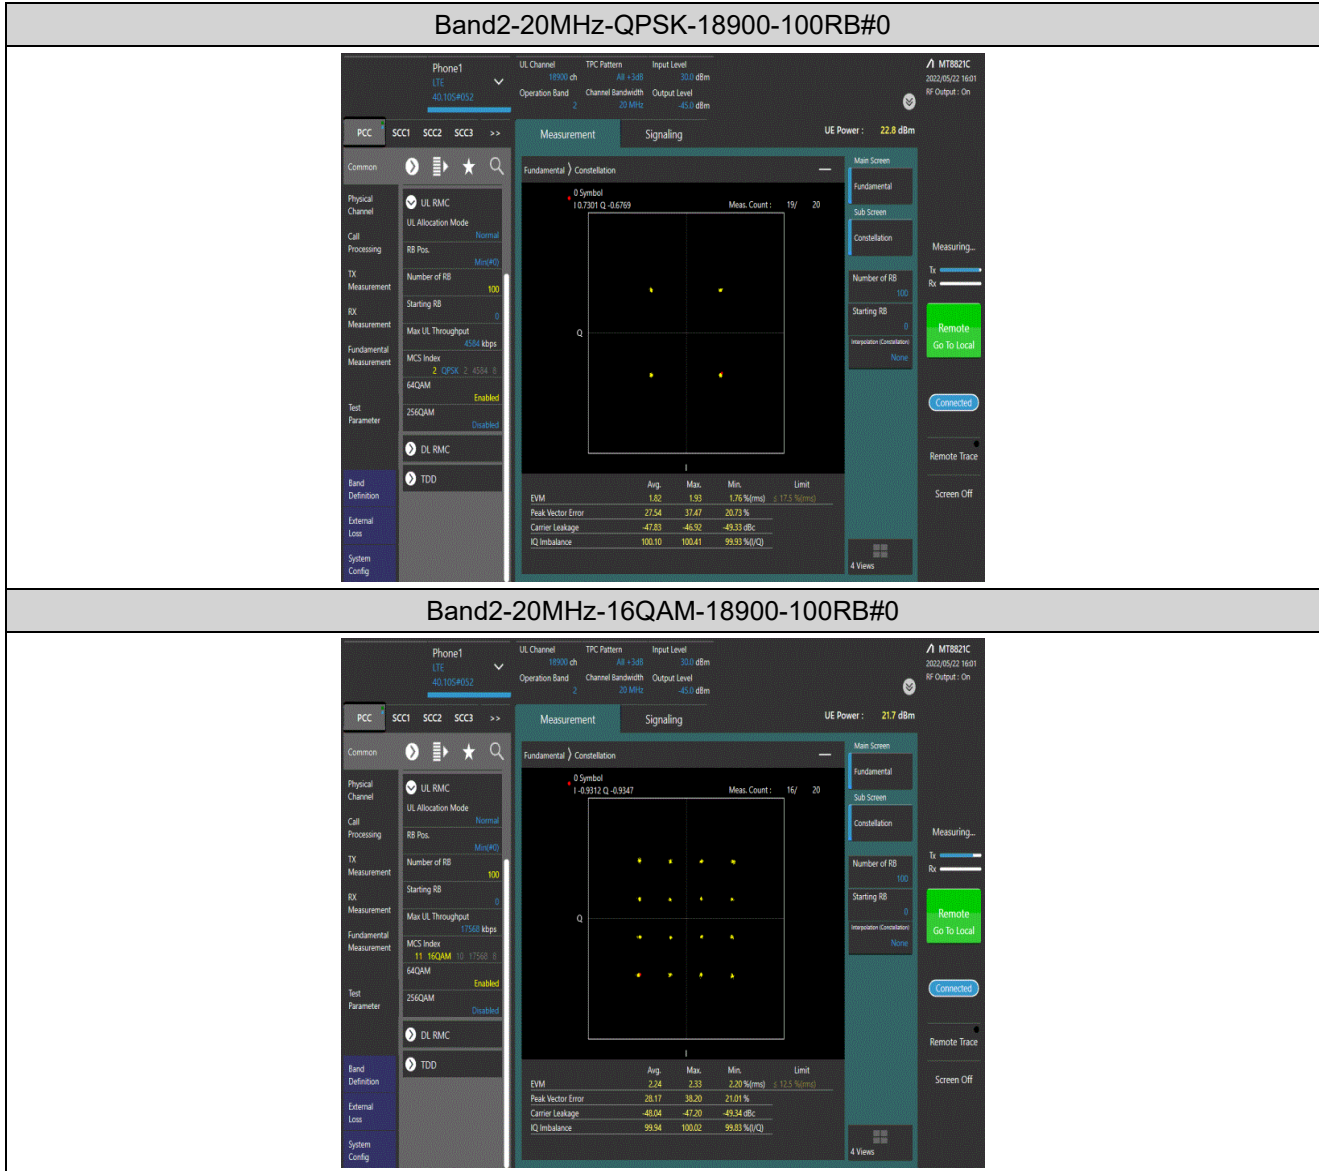 Band2-20MHz-QPSK-18900-100RB#0
Phone1
LTE
40.105#052
UL Channel TPC Pattern Input Level
18900 ch All +3dB 30.0 dBm
Operation Band Channel Bandwidth Output Level
2 20 MHz -45.0 dBm
MT8821C
2022/05/22 16:01
RF Output : On
PCC SCC1 SCC2 SCC3 >>
Measurement Signaling
UE Power : 22.8 dBm
Common
Physical Channel
Call Processing
TX Measurement
RX Measurement
Fundamental Measurement
Test Parameter
Band Definition
External Loss
System Config
UL RMC
UL Allocation Mode
Normal
RB Pos.
Min(#0)
Number of RB
100
Starting RB
0
Max UL Throughput
4584 kbps
MCS Index
2 QPSK 2 4584 8
64QAM
Enabled
256QAM
Disabled
DL RMC
TDD
Fundamental Constellation
0 Symbol
I 0.7301 Q -0.6769 Meas. Count : 19/ 20
Q
I
Avg. Max. Min. Limit
EVM 1.82 1.93 1.76 %(rms) ≤ 17.5 %(rms)
Peak Vector Error 27.54 37.47 20.73 %
Carrier Leakage -47.83 -46.92 -49.33 dBc
IQ Imbalance 100.10 100.41 99.93 %(I/Q)
Main Screen
Fundamental
Sub Screen
Constellation
Number of RB
100
Starting RB
0
Interpolation (Constellation)
None
4 Views
Measuring...
Tx
Rx
Remote
Go To Local
Connected
Remote Trace
Screen Off
Band2-20MHz-16QAM-18900-100RB#0
Phone1
LTE
40.105#052
UL Channel TPC Pattern Input Level
18900 ch All +3dB 30.0 dBm
Operation Band Channel Bandwidth Output Level
2 20 MHz -45.0 dBm
MT8821C
2022/05/22 16:01
RF Output : On
PCC SCC1 SCC2 SCC3 >>
Measurement Signaling
UE Power : 21.7 dBm
Common
Physical Channel
Call Processing
TX Measurement
RX Measurement
Fundamental Measurement
Test Parameter
Band Definition
External Loss
System Config
UL RMC
UL Allocation Mode
Normal
RB Pos.
Min(#0)
Number of RB
100
Starting RB
0
Max UL Throughput
17568 kbps
MCS Index
11 16QAM 10 17568 8
64QAM
Enabled
256QAM
Disabled
DL RMC
TDD
Fundamental Constellation
0 Symbol
I -0.9312 Q -0.9347 Meas. Count : 16/ 20
Q
I
Avg. Max. Min. Limit
EVM 2.24 2.33 2.20 %(rms) ≤ 12.5 %(rms)
Peak Vector Error 28.17 38.20 21.01 %
Carrier Leakage -48.04 -47.20 -49.34 dBc
IQ Imbalance 99.94 100.02 99.83 %(I/Q)
Main Screen
Fundamental
Sub Screen
Constellation
Number of RB
100
Starting RB
0
Interpolation (Constellation)
None
4 Views
Measuring...
Tx
Rx
Remote
Go To Local
Connected
Remote Trace
Screen Off